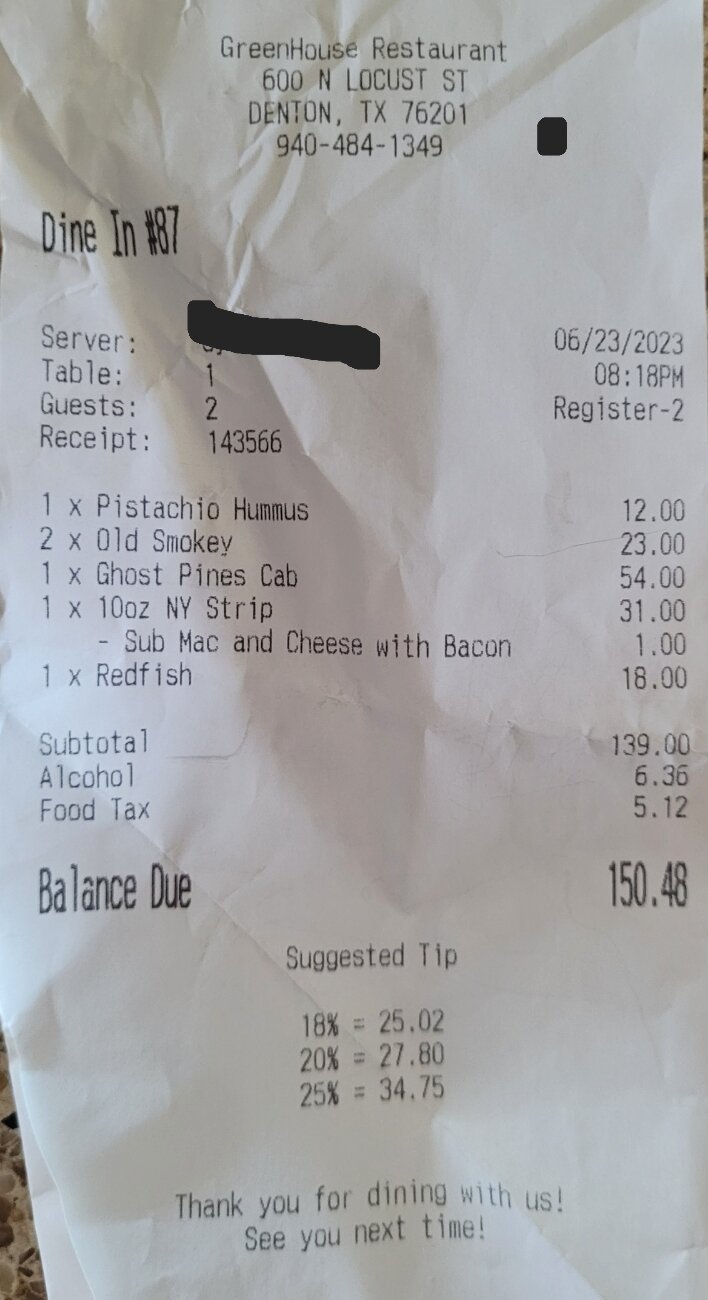 GreenHouse Restaurant
600 N LOCUST ST
DENTON, TX 76201
940-484-1349
Dine In #87
Server: 06/23/2023
Table: 1 08:18PM
Guests: 2 Register-2
Receipt: 143566
1 x Pistachio Hummus 12.00
2 x Old Smokey 23.00
1 x Ghost Pines Cab 54.00
1 x 10oz NY Strip 31.00
- Sub Mac and Cheese with Bacon 1.00
1 x Redfish 18.00
Subtotal 139.00
Alcohol 6.36
Food Tax 5.12
Balance Due 150.48
Suggested Tip
18% = 25.02
20% = 27.80
25% = 34.75
Thank you for dining with us!
See you next time!